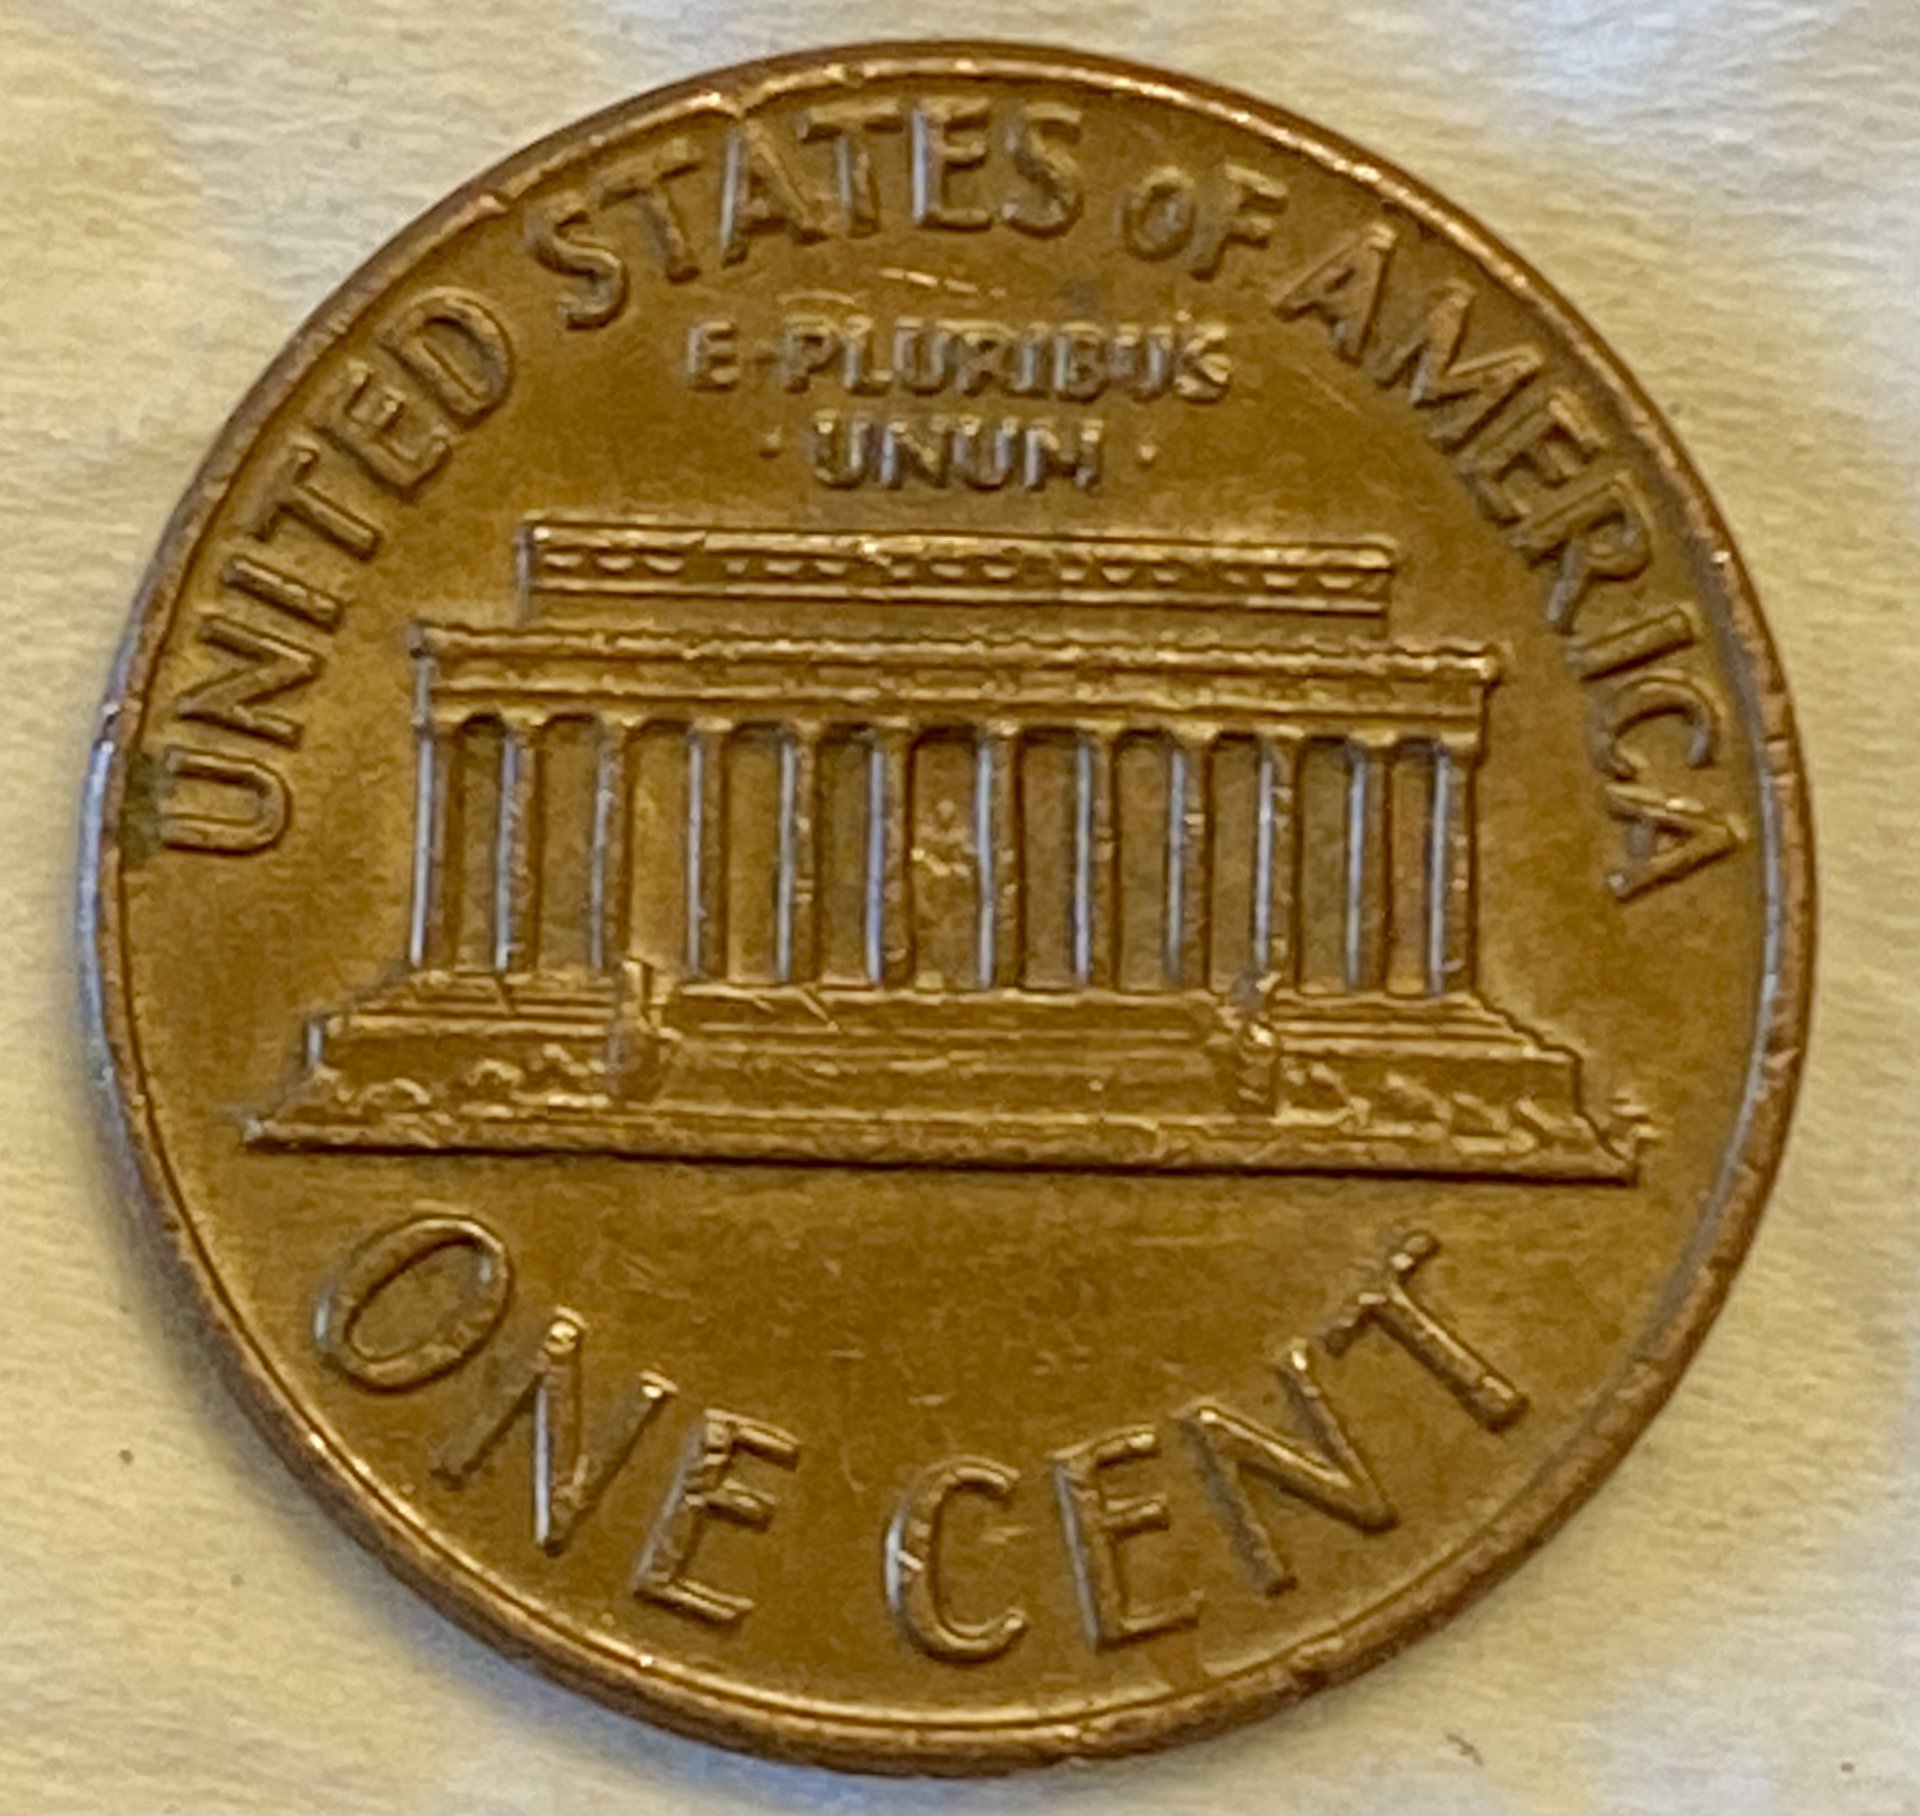 UNITED STATES OF AMERICA
E·PLURIBUS
· UNUM ·
ONE CENT